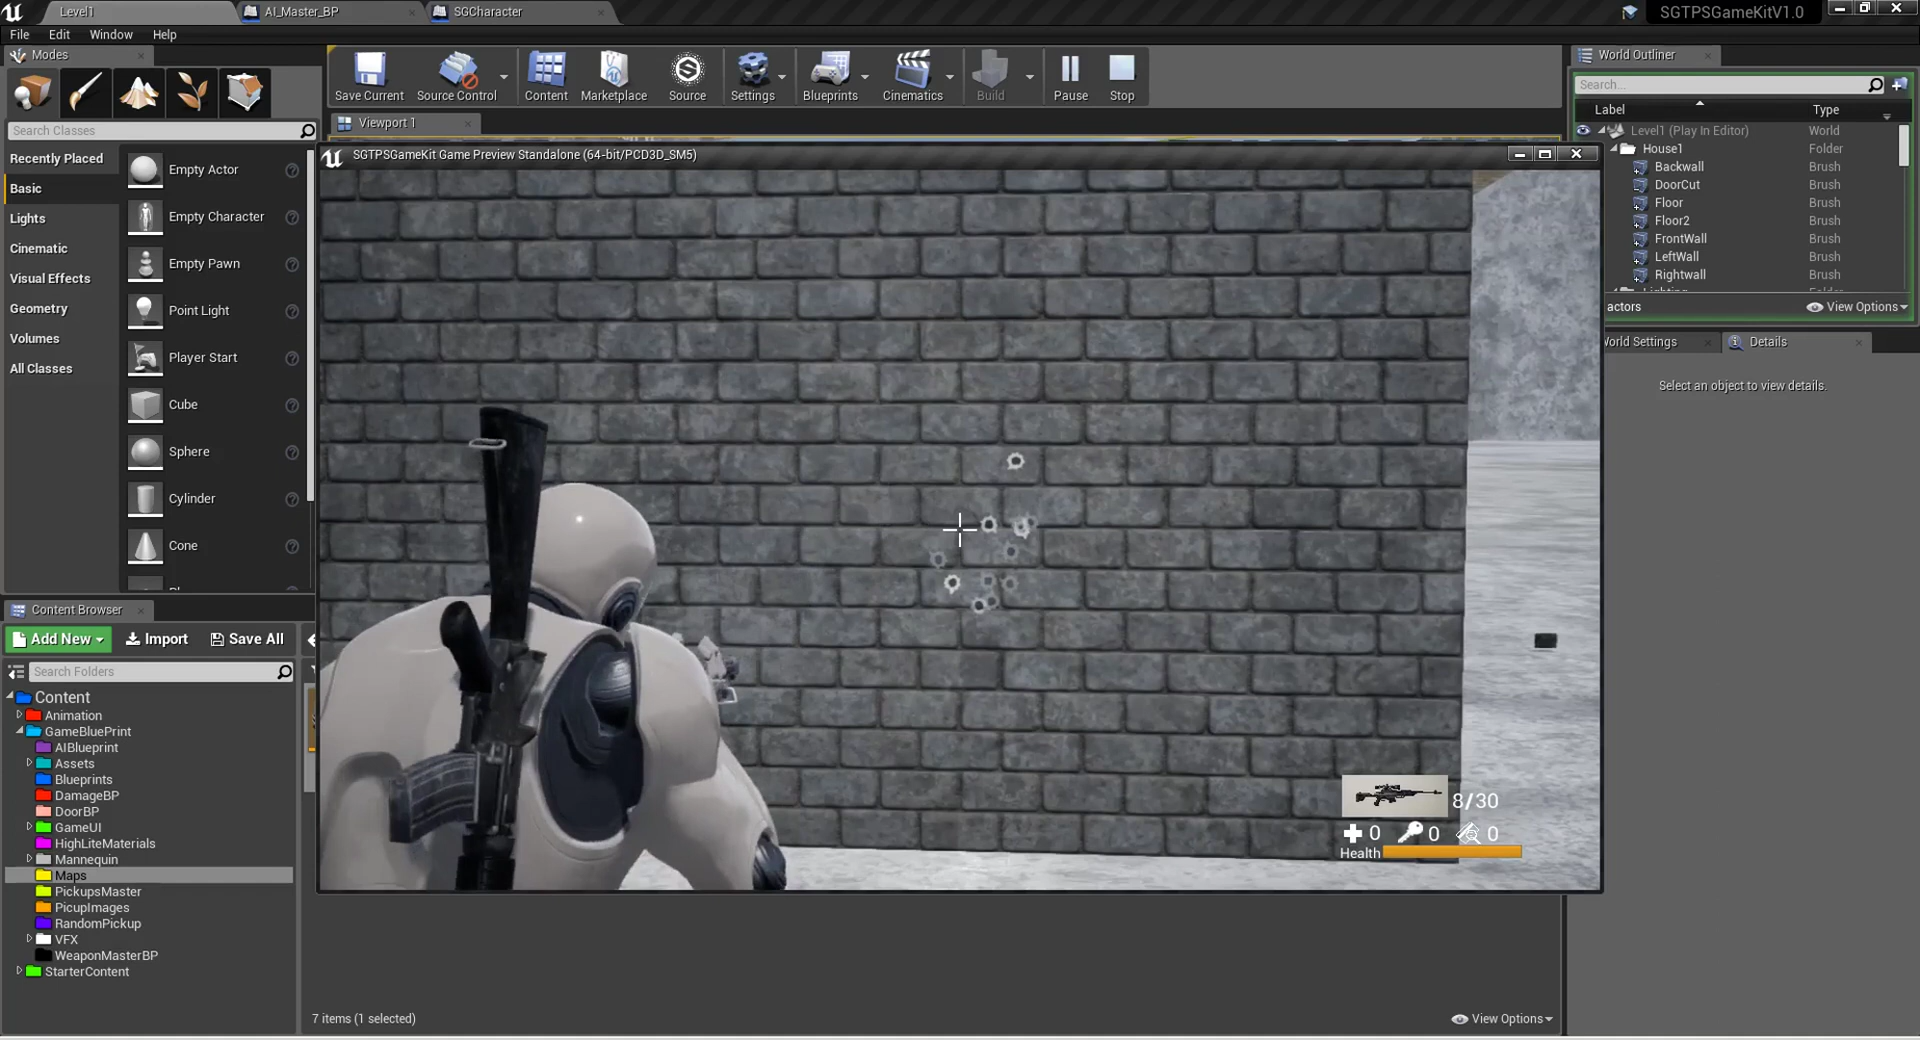 Level1
AI_Master_BP
SGCharacter
SGTPSGameKitV1.0
File Edit Window Help
Modes
Search Classes
Recently Placed
Basic
Lights
Cinematic
Visual Effects
Geometry
Volumes
All Classes
Empty Actor
Empty Character
Empty Pawn
Point Light
Player Start
Cube
Sphere
Cylinder
Cone
Save Current
Source Control
Content
Marketplace
Source
Settings
Blueprints
Cinematics
Build
Pause
Stop
Viewport 1
SGTPSGameKit Game Preview Standalone (64-bit/PCD3D_SM5)
8/30
0 0 0
Health
World Outliner
Search...
Label Type
Level1 (Play In Editor) World
House1 Folder
Backwall Brush
DoorCut Brush
Floor Brush
Floor2 Brush
FrontWall Brush
LeftWall Brush
Rightwall Brush
actors
View Options
World Settings
Details
Select an object to view details.
Content Browser
Add New
Import
Save All
Search Folders
Content
Animation
GameBluePrint
AIBlueprint
Assets
Blueprints
DamageBP
DoorBP
GameUI
HighLiteMaterials
Mannequin
Maps
PickupsMaster
PicupImages
RandomPickup
VFX
WeaponMasterBP
StarterContent
7 items (1 selected)
View Options